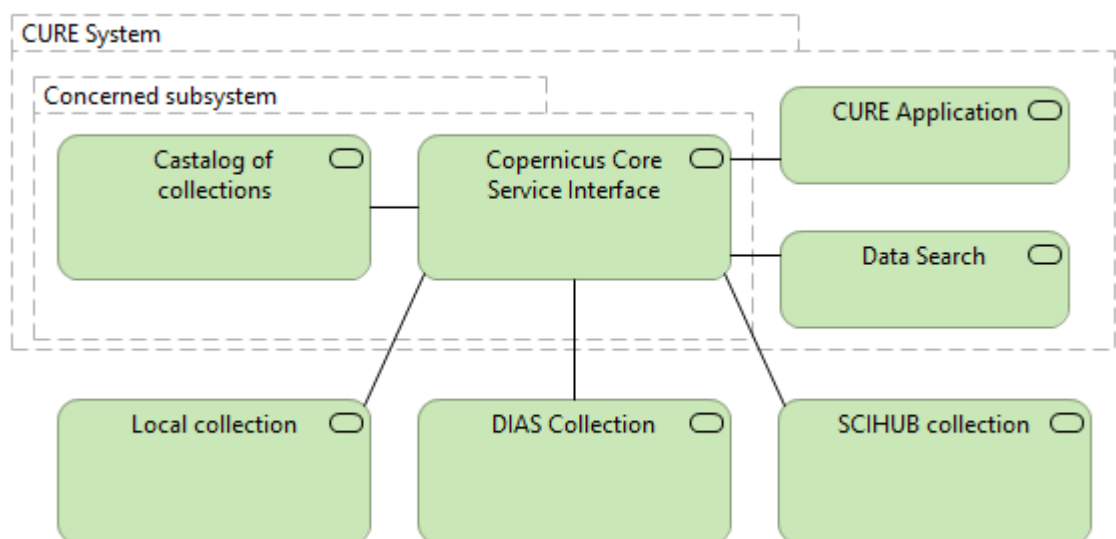 CURE System
Concerned subsystem
CURE Application
Castalog of
collections
Copernicus Core
Service Interface
Data Search
Local collection
DIAS Collection
SCIHUB collection